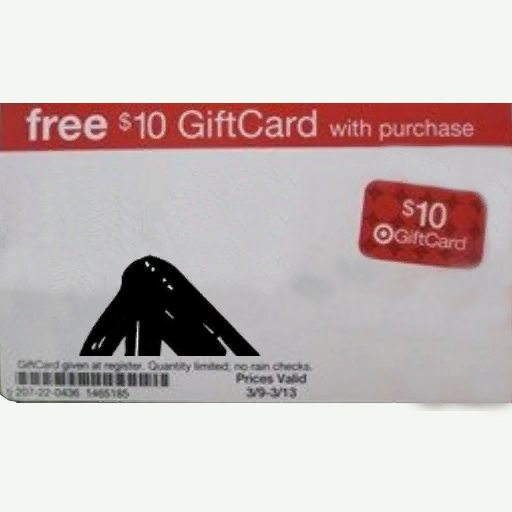 free $10 GiftCard with purchase
$10
GiftCard
GiftCard given at register. Quantity limited; no rain checks.
Prices Valid
207-22-0436 1465185
3/9-3/13